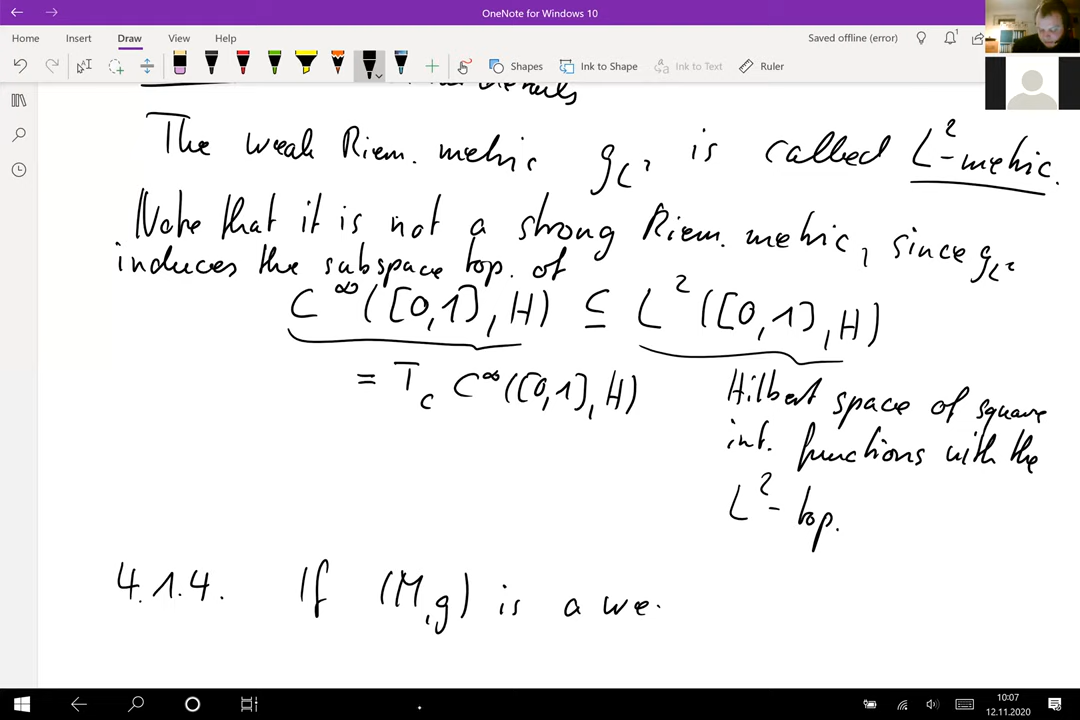 OneNote for Windows 10
Home Insert Draw View Help Saved offline (error)
Shapes Ink to Shape Ink to Text Ruler
details
The weak Riem. metric g_{L²} is called L²-metric.
Note that it is not a strong Riem. metric, since g_{L²}
induces the subspace top. of
C^∞([0,1],H) ⊆ L²([0,1],H)
= T_c C^∞([0,1],H)
Hilbert space of square
int. functions with the
L²-top.
4.1.4. If (M,g) is a we
10:07
12.11.2020